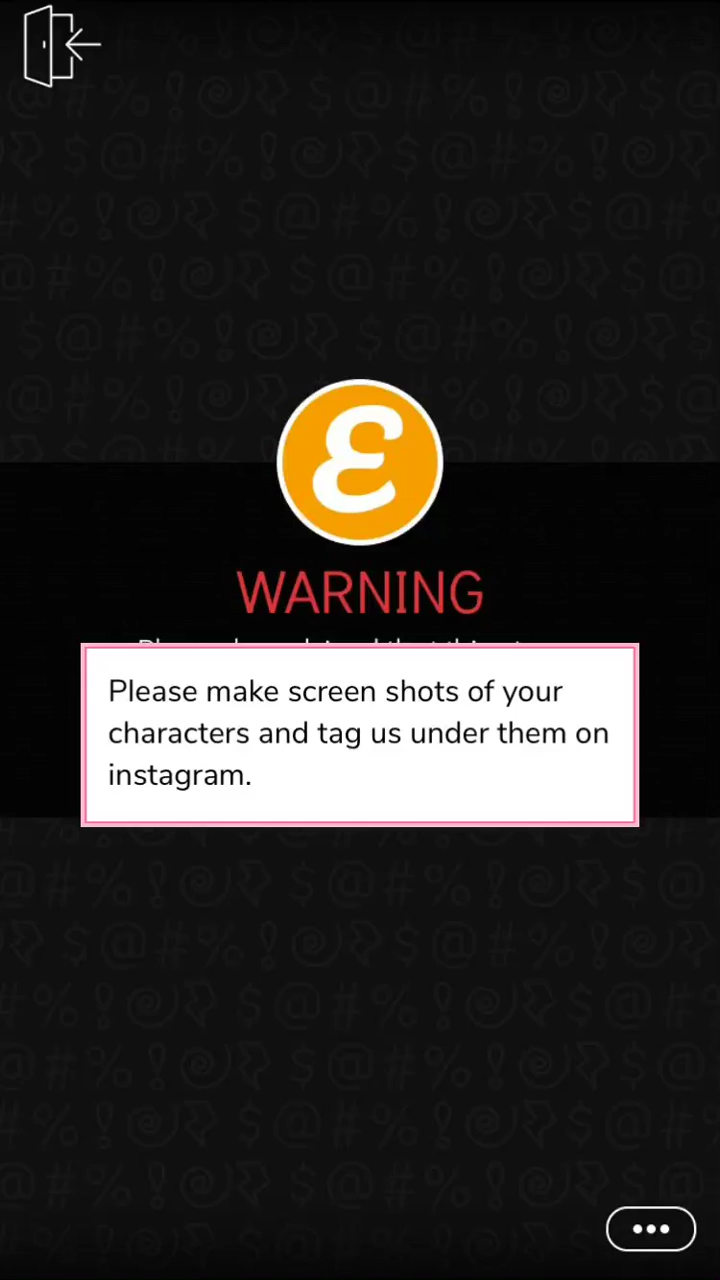 ε
WARNING
Please make screen shots of your
characters and tag us under them on
instagram.